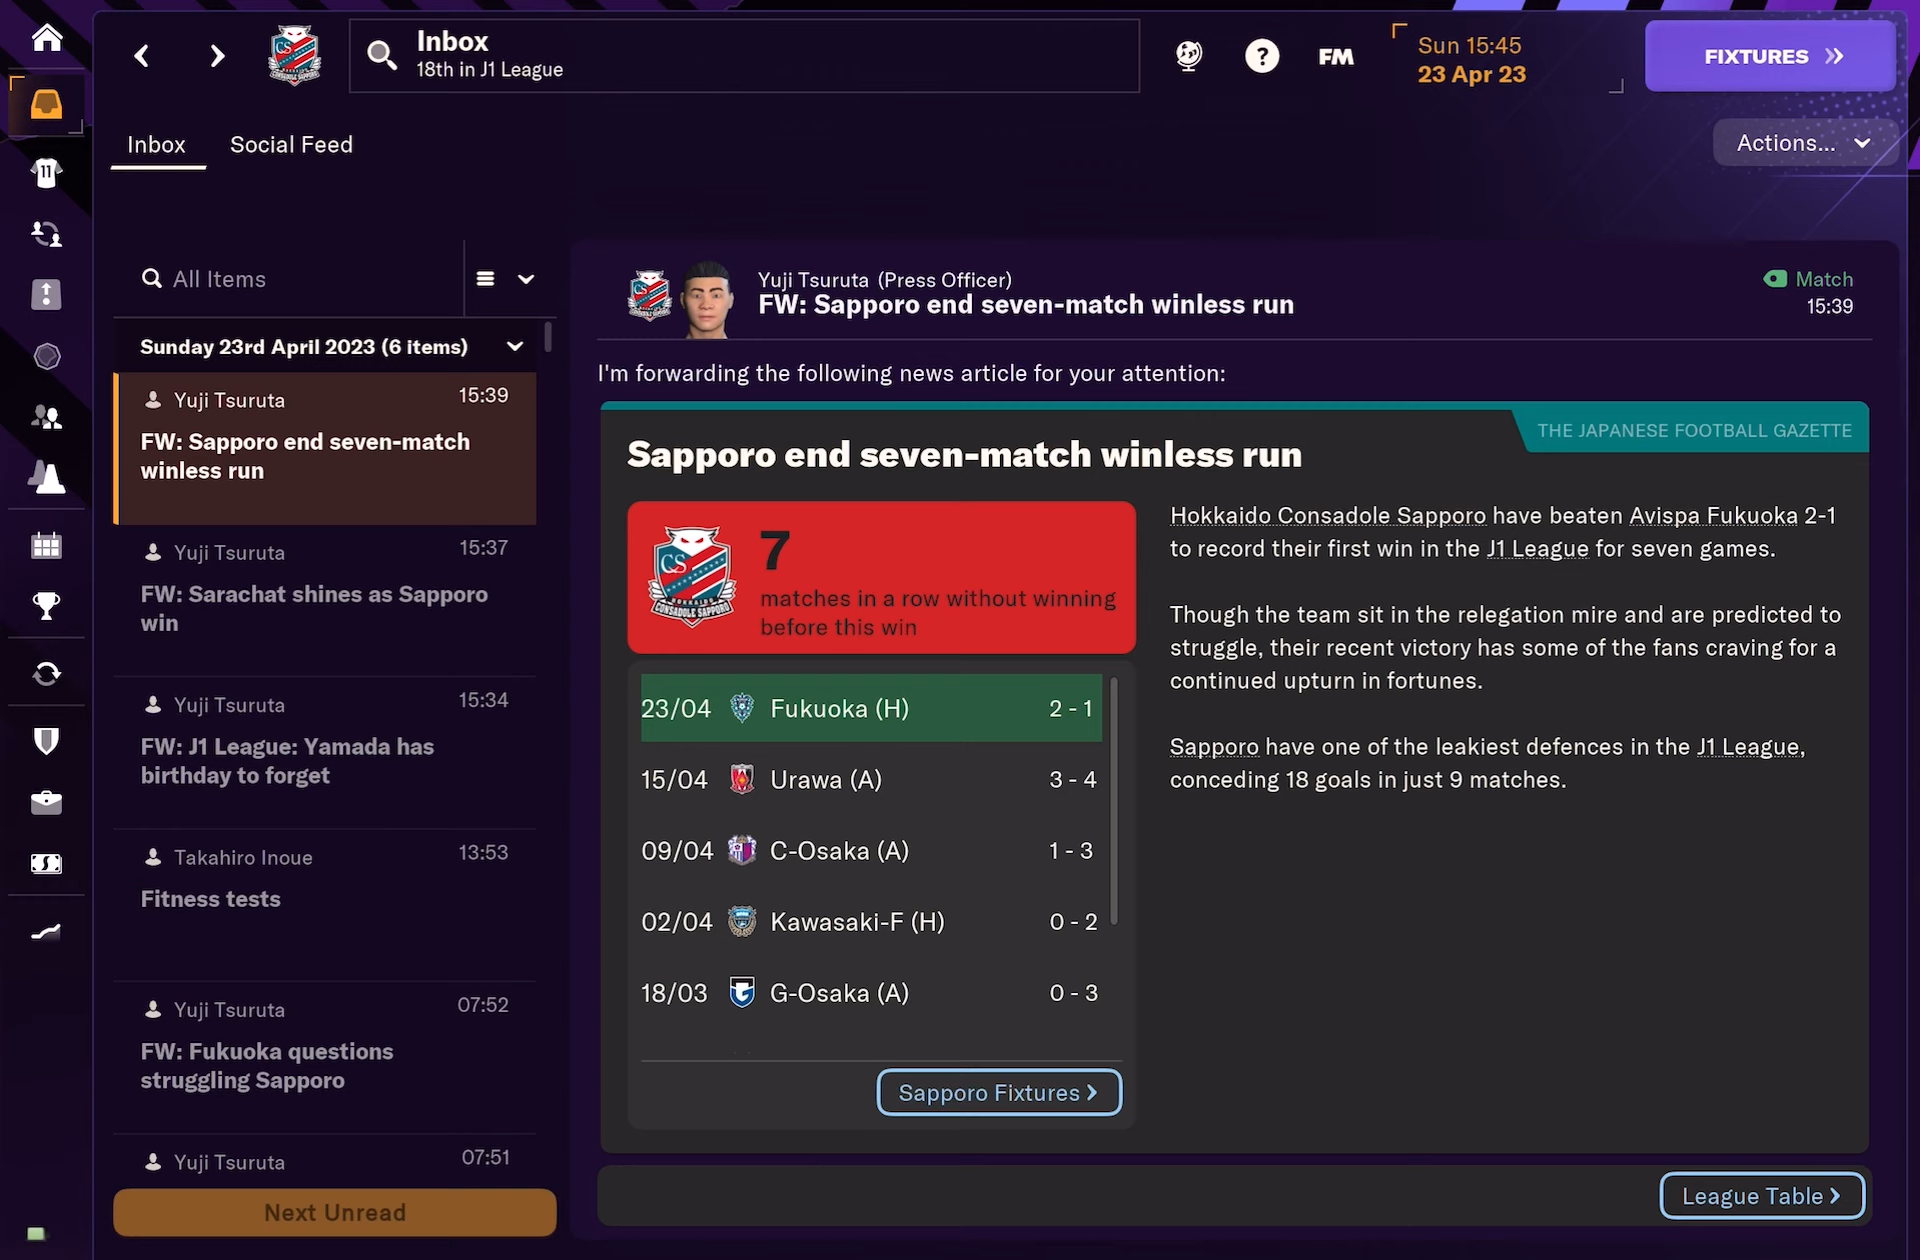 Inbox
18th in J1 League
?
FM
Sun 15:45
23 Apr 23
FIXTURES
Inbox
Social Feed
Actions...
11
All Items
Sunday 23rd April 2023 (6 items)
Yuji Tsuruta 15:39
FW: Sapporo end seven-match
winless run
Yuji Tsuruta 15:37
FW: Sarachat shines as Sapporo
win
Yuji Tsuruta 15:34
FW: J1 League: Yamada has
birthday to forget
Takahiro Inoue 13:53
Fitness tests
Yuji Tsuruta 07:52
FW: Fukuoka questions
struggling Sapporo
Yuji Tsuruta 07:51
Next Unread
Yuji Tsuruta (Press Officer)
FW: Sapporo end seven-match winless run
Match
15:39
I'm forwarding the following news article for your attention:
THE JAPANESE FOOTBALL GAZETTE
Sapporo end seven-match winless run
CS
HOKKAIDO
CONSADOLE SAPPORO
7
matches in a row without winning
before this win
23/04 Fukuoka (H) 2 - 1
15/04 Urawa (A) 3 - 4
09/04 C-Osaka (A) 1 - 3
02/04 Kawasaki-F (H) 0 - 2
18/03 G-Osaka (A) 0 - 3
Sapporo Fixtures
Hokkaido Consadole Sapporo have beaten Avispa Fukuoka 2-1
to record their first win in the J1 League for seven games.
Though the team sit in the relegation mire and are predicted to
struggle, their recent victory has some of the fans craving for a
continued upturn in fortunes.
Sapporo have one of the leakiest defences in the J1 League,
conceding 18 goals in just 9 matches.
League Table